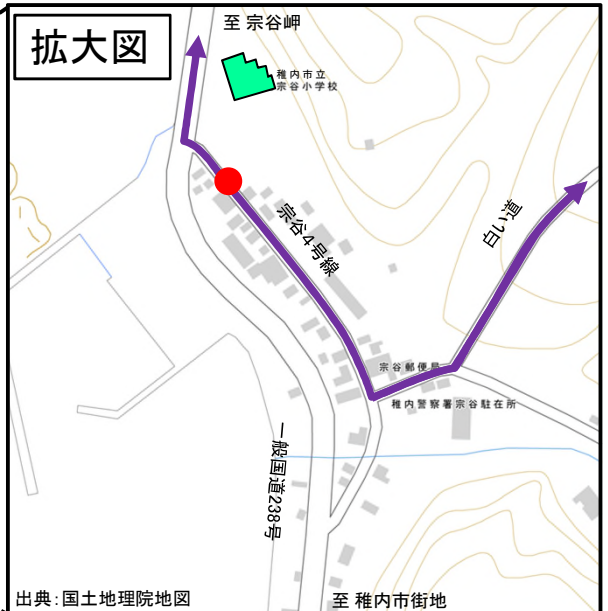 拡大図
至 宗谷岬
稚内市立
宗谷小学校
宗谷4号線
白い道
宗谷郵便局
稚内警察署宗谷駐在所
一般国道238号
出典:国土地理院地図
至 稚内市街地